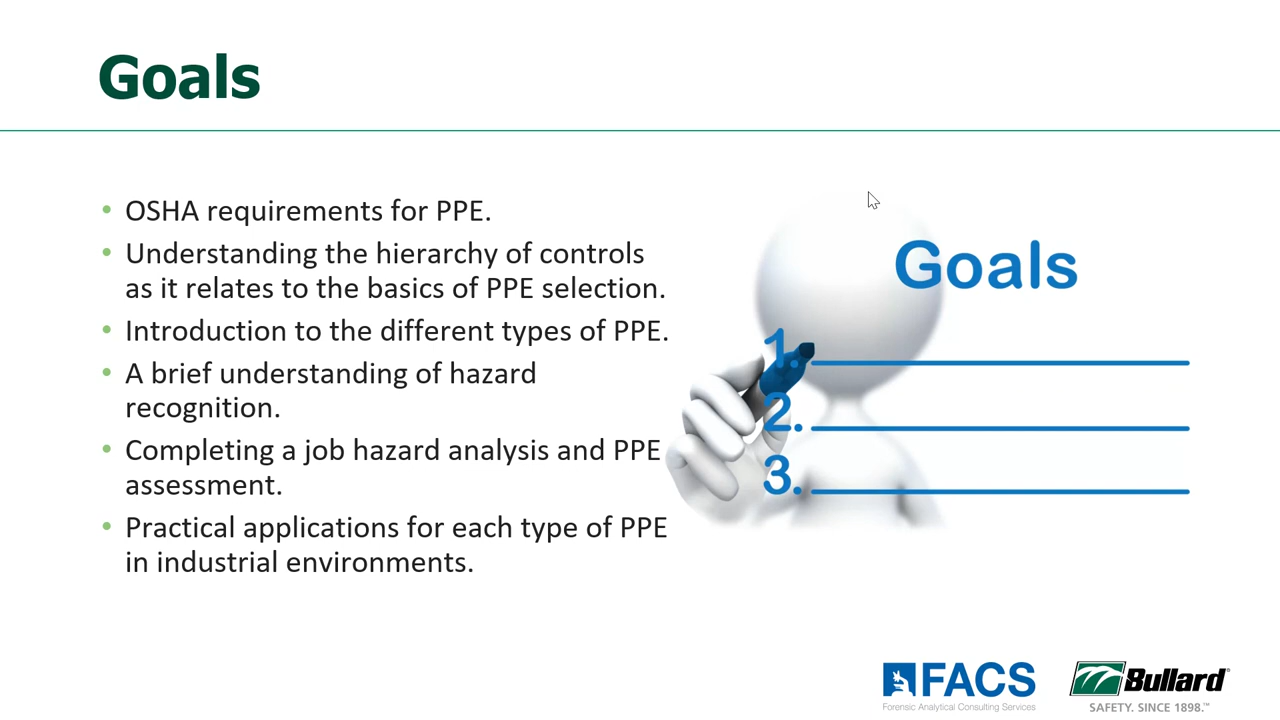 Goals
• OSHA requirements for PPE.
• Understanding the hierarchy of controls
as it relates to the basics of PPE selection.
• Introduction to the different types of PPE.
• A brief understanding of hazard
recognition.
• Completing a job hazard analysis and PPE
assessment.
• Practical applications for each type of PPE
in industrial environments.
Goals
1.
2.
3.
FACS
Forensic Analytical Consulting Services
Bullard®
SAFETY. SINCE 1898.™